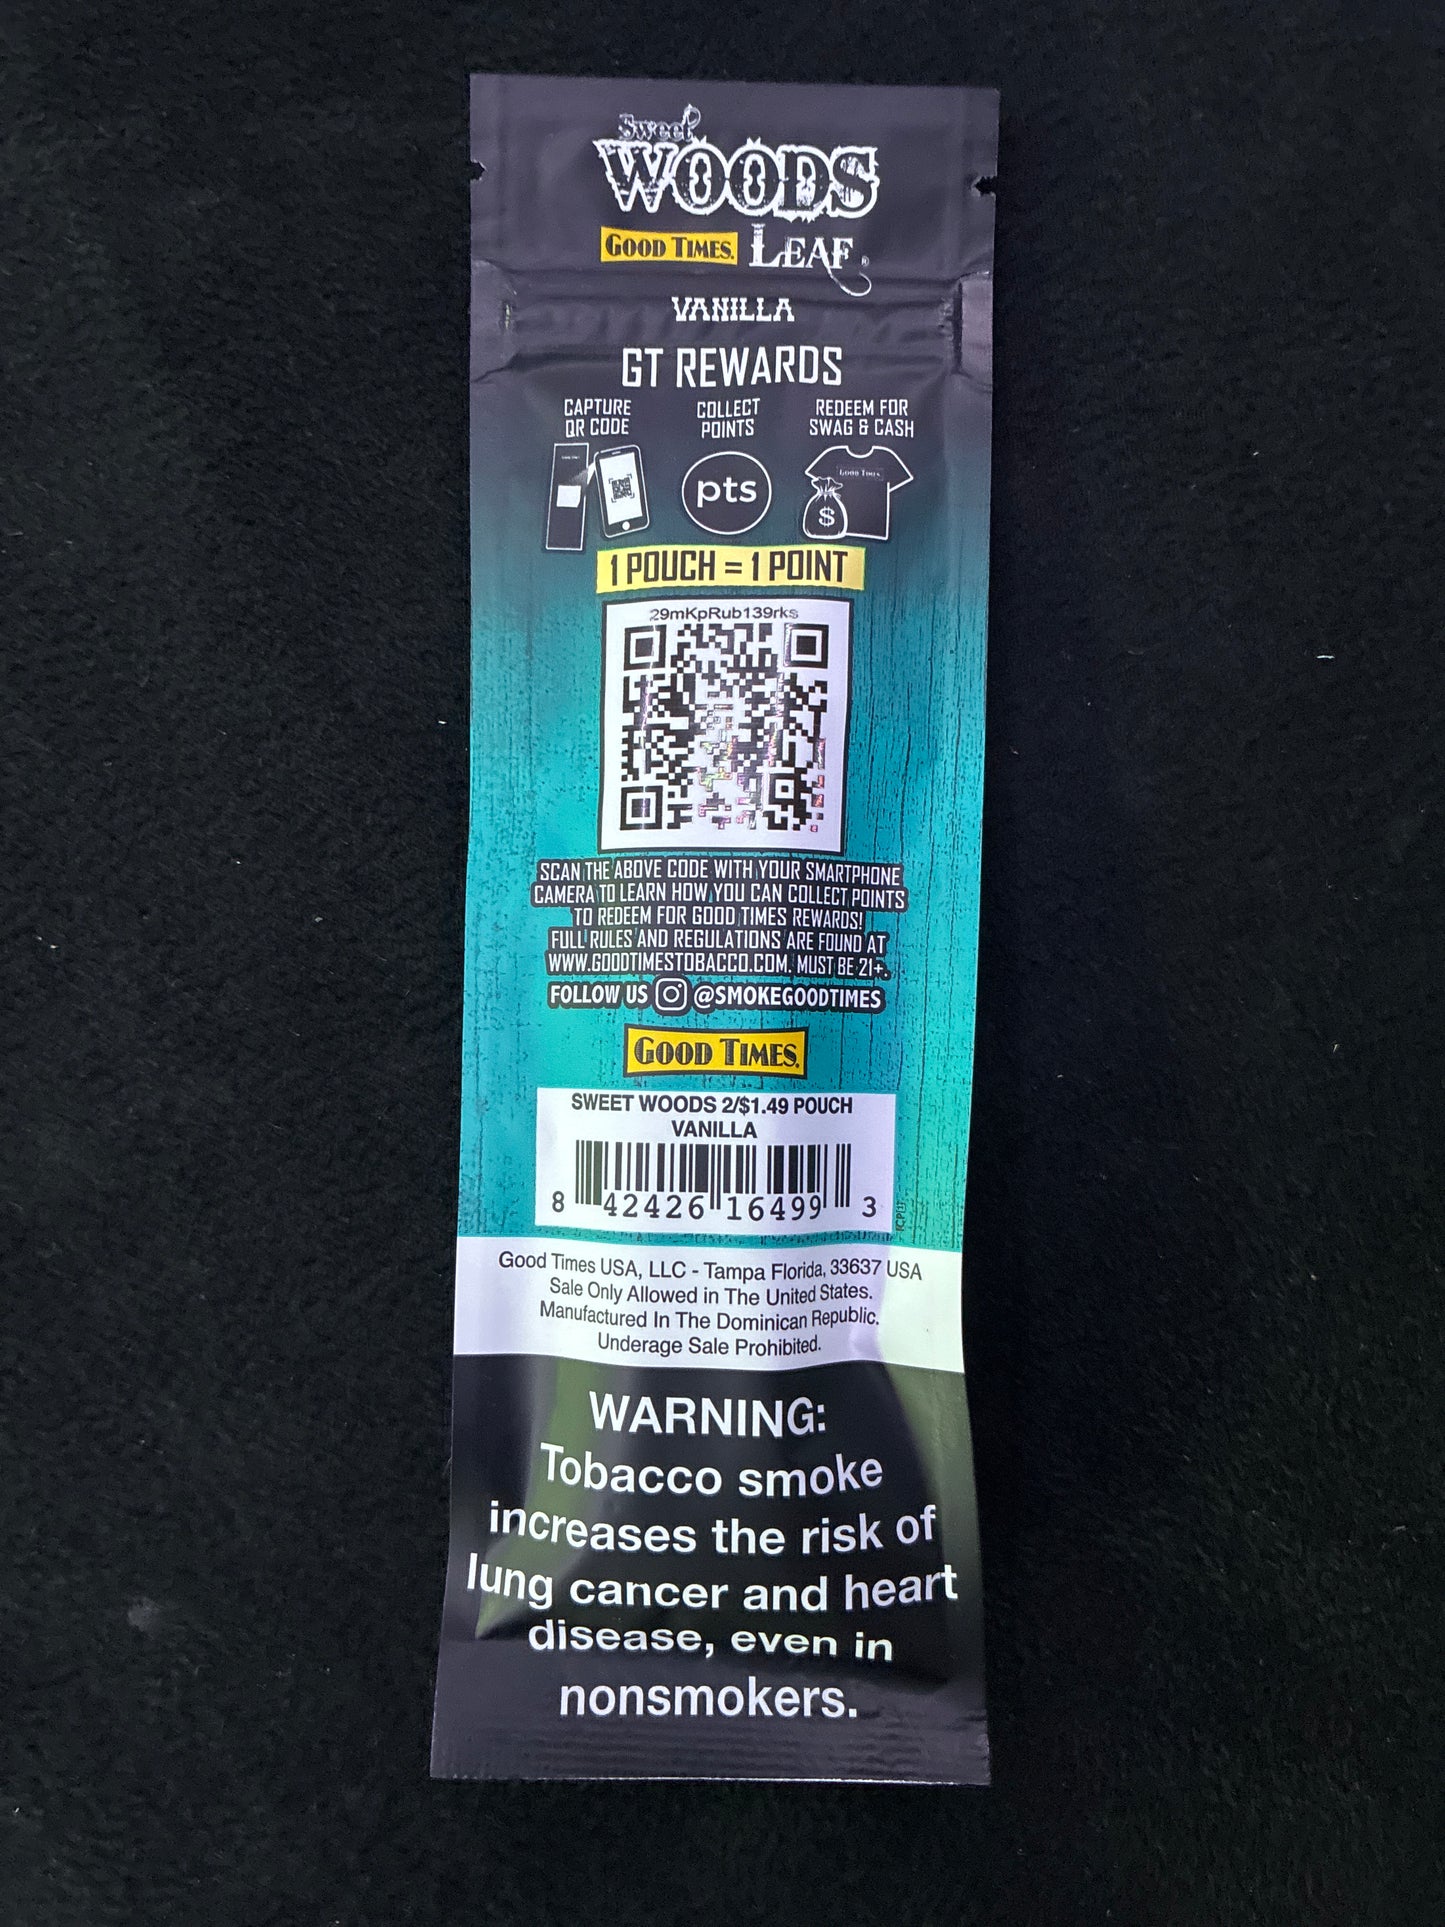 Sweet
WOODS
GOOD TIMES. LEAF®
VANILLA
GT REWARDS
CAPTURE
QR CODE
COLLECT
POINTS
REDEEM FOR
SWAG & CASH
pts
GOOD TIMES
$
1 POUCH = 1 POINT
29mKpRub139rks
SCAN THE ABOVE CODE WITH YOUR SMARTPHONE
CAMERA TO LEARN HOW YOU CAN COLLECT POINTS
TO REDEEM FOR GOOD TIMES REWARDS!
FULL RULES AND REGULATIONS ARE FOUND AT
WWW.GOODTIMESTOBACCO.COM. MUST BE 21+.
FOLLOW US @SMOKEGOODTIMES
GOOD TIMES.
SWEET WOODS 2/$1.49 POUCH
VANILLA
8 42426 16499 3
Good Times USA, LLC - Tampa Florida, 33637 USA
Sale Only Allowed in The United States.
Manufactured In The Dominican Republic.
Underage Sale Prohibited.
WARNING:
Tobacco smoke
increases the risk of
lung cancer and heart
disease, even in
nonsmokers.